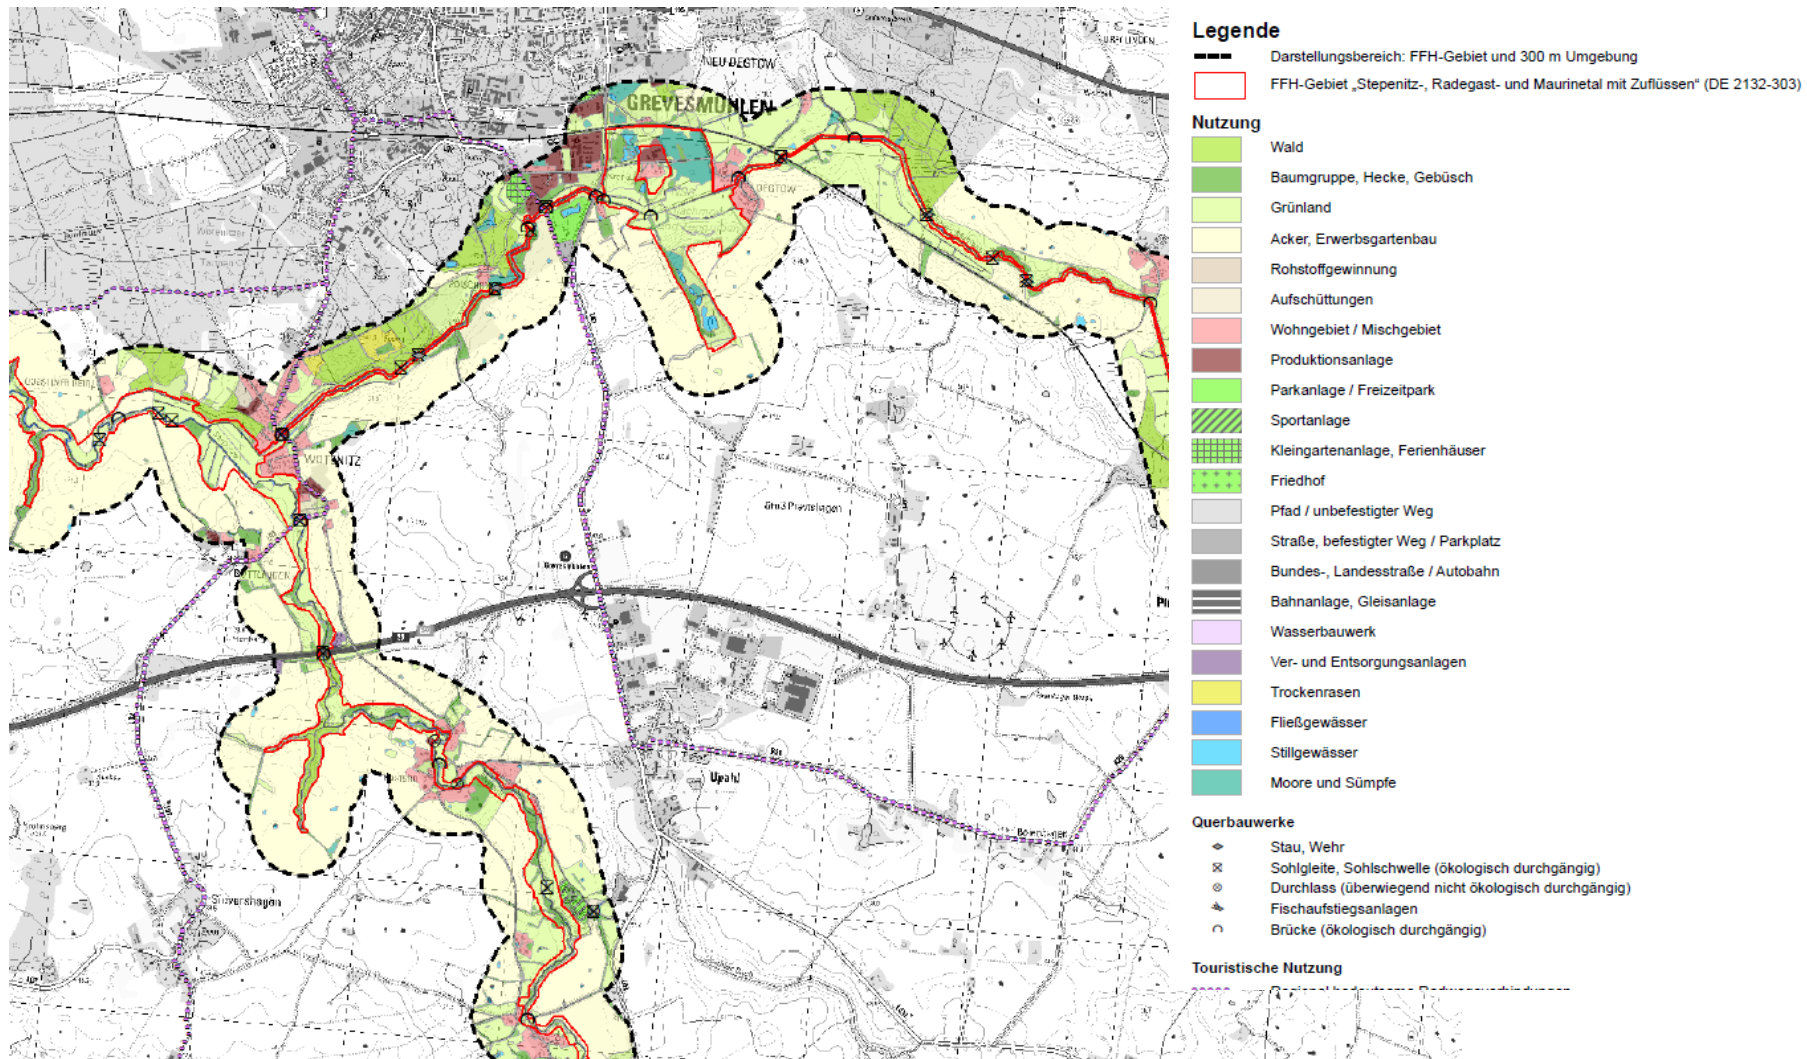 NEU DEGTOW
GREVESMÜHLEN
DEGTOW
WOTENITZ
Groß Pravtshagen
Upahl
Boienhagen
Sievershagen
Legende
Darstellungsbereich: FFH-Gebiet und 300 m Umgebung
FFH-Gebiet „Stepenitz-, Radegast- und Maurinetal mit Zuflüssen“ (DE 2132-303)
Nutzung
Wald
Baumgruppe, Hecke, Gebüsch
Grünland
Acker, Erwerbsgartenbau
Rohstoffgewinnung
Aufschüttungen
Wohngebiet / Mischgebiet
Produktionsanlage
Parkanlage / Freizeitpark
Sportanlage
Kleingartenanlage, Ferienhäuser
Friedhof
Pfad / unbefestigter Weg
Straße, befestigter Weg / Parkplatz
Bundes-, Landesstraße / Autobahn
Bahnanlage, Gleisanlage
Wasserbauwerk
Ver- und Entsorgungsanlagen
Trockenrasen
Fließgewässer
Stillgewässer
Moore und Sümpfe
Querbauwerke
Stau, Wehr
Sohlgleite, Sohlschwelle (ökologisch durchgängig)
Durchlass (überwiegend nicht ökologisch durchgängig)
Fischaufstiegsanlagen
Brücke (ökologisch durchgängig)
Touristische Nutzung